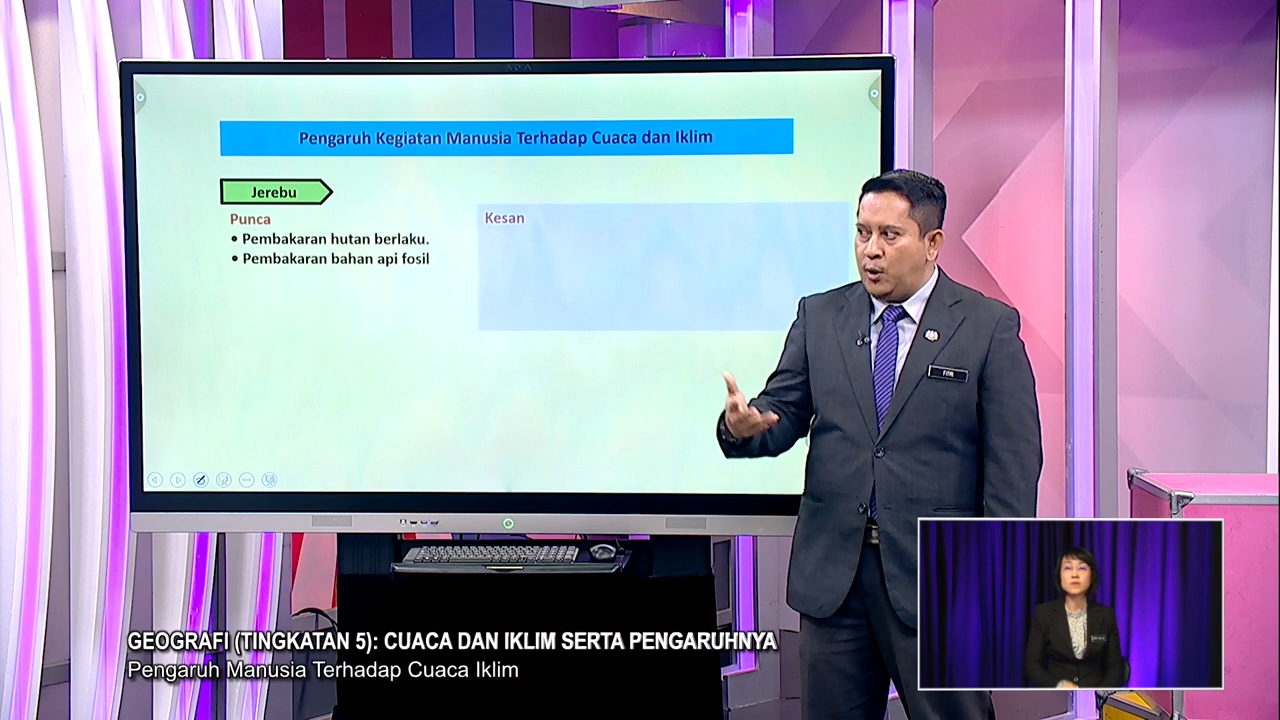 Pengaruh Kegiatan Manusia Terhadap Cuaca dan Iklim
Jerebu
Punca
• Pembakaran hutan berlaku.
• Pembakaran bahan api fosil
Kesan
GEOGRAFI (TINGKATAN 5): CUACA DAN IKLIM SERTA PENGARUHNYA
Pengaruh Manusia Terhadap Cuaca Iklim